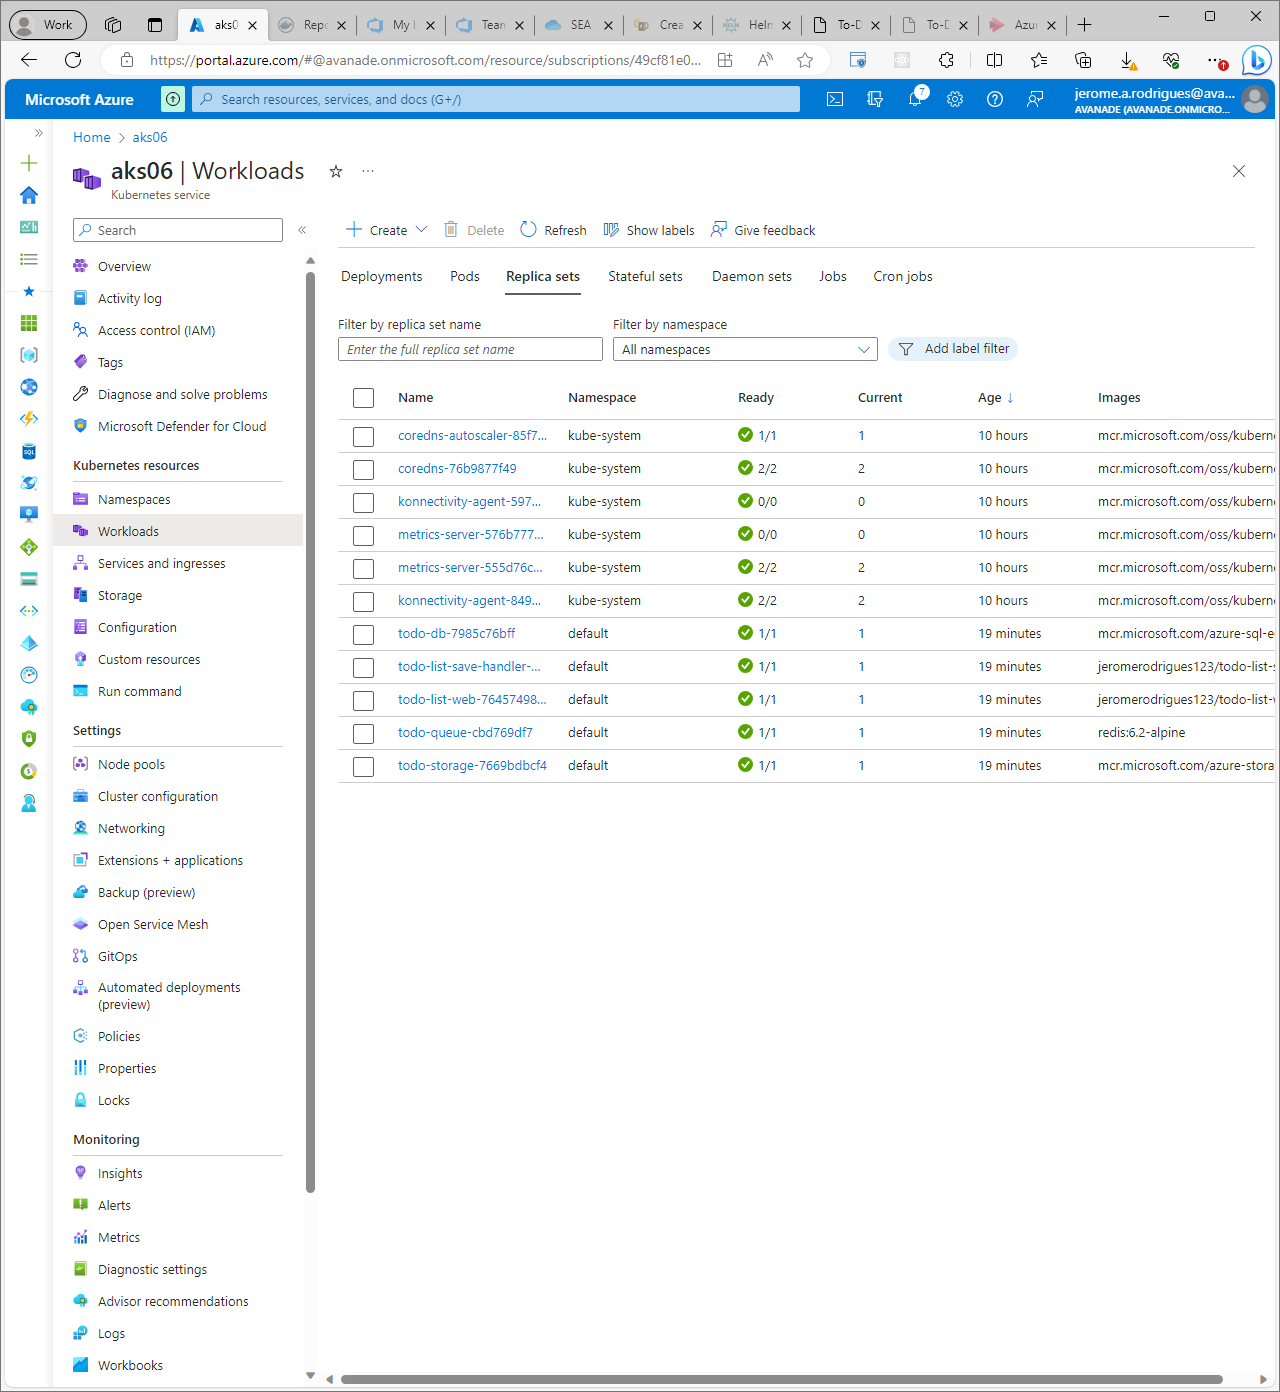 Work
aks0
Repo
My
Team
SEA
Crea
Heln
To-D
To-D
Azur
https://portal.azure.com/#@avanade.onmicrosoft.com/resource/subscriptions/49cf81e0...
Microsoft Azure
Search resources, services, and docs (G+/)
7
jerome.a.rodrigues@ava...
AVANADE (AVANADE.ONMICRO...
Home > aks06
aks06 | Workloads
Kubernetes service
Search
Create
Delete
Refresh
Show labels
Give feedback
Overview
Activity log
Access control (IAM)
Tags
Diagnose and solve problems
Microsoft Defender for Cloud
Kubernetes resources
Namespaces
Workloads
Services and ingresses
Storage
Configuration
Custom resources
Run command
Settings
Node pools
Cluster configuration
Networking
Extensions + applications
Backup (preview)
Open Service Mesh
GitOps
Automated deployments
(preview)
Policies
Properties
Locks
Monitoring
Insights
Alerts
Metrics
Diagnostic settings
Advisor recommendations
Logs
Workbooks
Deployments Pods Replica sets Stateful sets Daemon sets Jobs Cron jobs
Filter by replica set name
Enter the full replica set name
Filter by namespace
All namespaces
Add label filter
Name Namespace Ready Current Age ↓ Images
coredns-autoscaler-85f7... kube-system 1/1 1 10 hours mcr.microsoft.com/oss/kuberne
coredns-76b9877f49 kube-system 2/2 2 10 hours mcr.microsoft.com/oss/kuberne
konnectivity-agent-597... kube-system 0/0 0 10 hours mcr.microsoft.com/oss/kuberne
metrics-server-576b777... kube-system 0/0 0 10 hours mcr.microsoft.com/oss/kuberne
metrics-server-555d76c... kube-system 2/2 2 10 hours mcr.microsoft.com/oss/kuberne
konnectivity-agent-849... kube-system 2/2 2 10 hours mcr.microsoft.com/oss/kuberne
todo-db-7985c76bff default 1/1 1 19 minutes mcr.microsoft.com/azure-sql-e
todo-list-save-handler-... default 1/1 1 19 minutes jeromerodrigues123/todo-list-s
todo-list-web-76457498... default 1/1 1 19 minutes jeromerodrigues123/todo-list-w
todo-queue-cbd769df7 default 1/1 1 19 minutes redis:6.2-alpine
todo-storage-7669bdbcf4 default 1/1 1 19 minutes mcr.microsoft.com/azure-stora